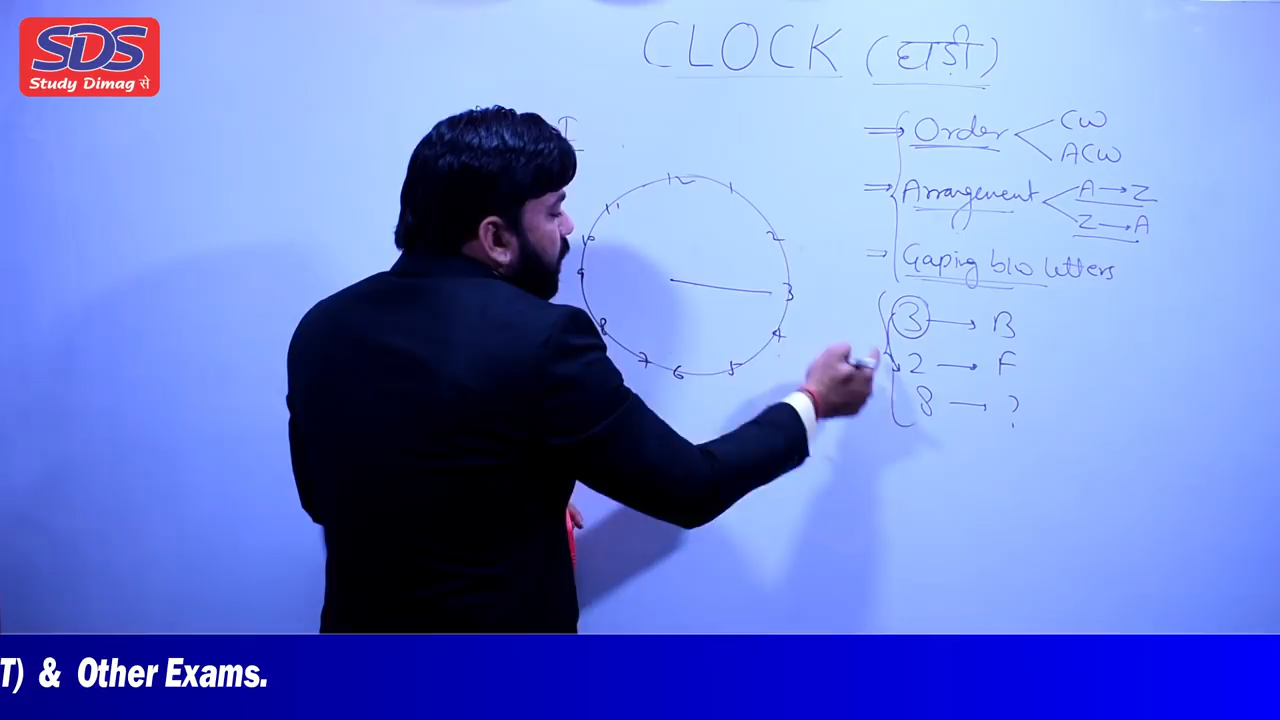 SDS
Study Dimag से
CLOCK (घड़ी)
I
⇒ Order CW
ACW
⇒ Arrangement A → Z
Z → A
⇒ Gaping b/w letters
3 → B
2 → F
8 → ?
12
1
2
3
4
5
6
7
8
9
10
11
T) & Other Exams.